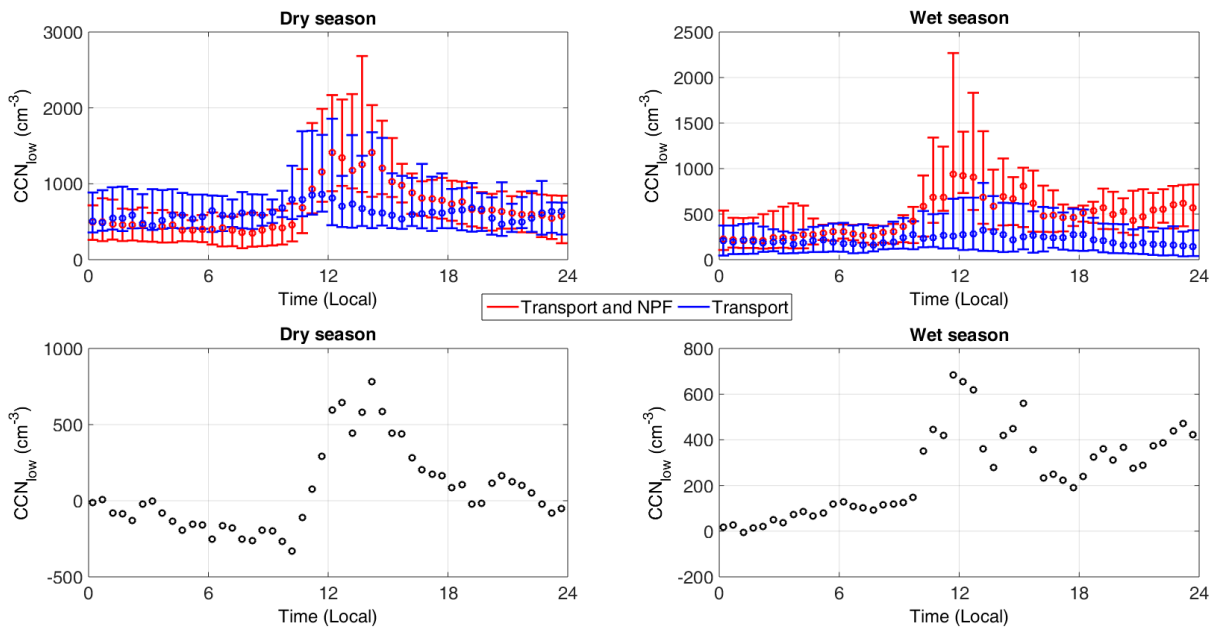 Dry season
CCN_low (cm^-3)
3000
2000
1000
0
0 6 12 18 24
Time (Local)
Wet season
CCN_low (cm^-3)
2500
2000
1500
1000
500
0
0 6 12 18 24
Time (Local)
Transport and NPF Transport
Dry season
CCN_low (cm^-3)
1000
500
0
-500
0 6 12 18 24
Time (Local)
Wet season
CCN_low (cm^-3)
800
600
400
200
0
-200
0 6 12 18 24
Time (Local)